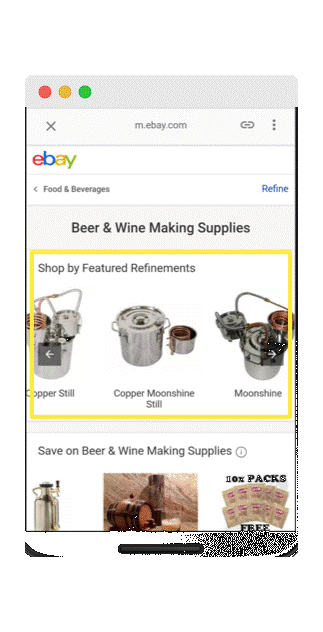 m.ebay.com
ebay
Food & Beverages
Refine
Beer & Wine Making Supplies
Shop by Featured Refinements
opper Still
Copper Moonshine
Still
Moonshine
Save on Beer & Wine Making Supplies
10x PACKS
FREE